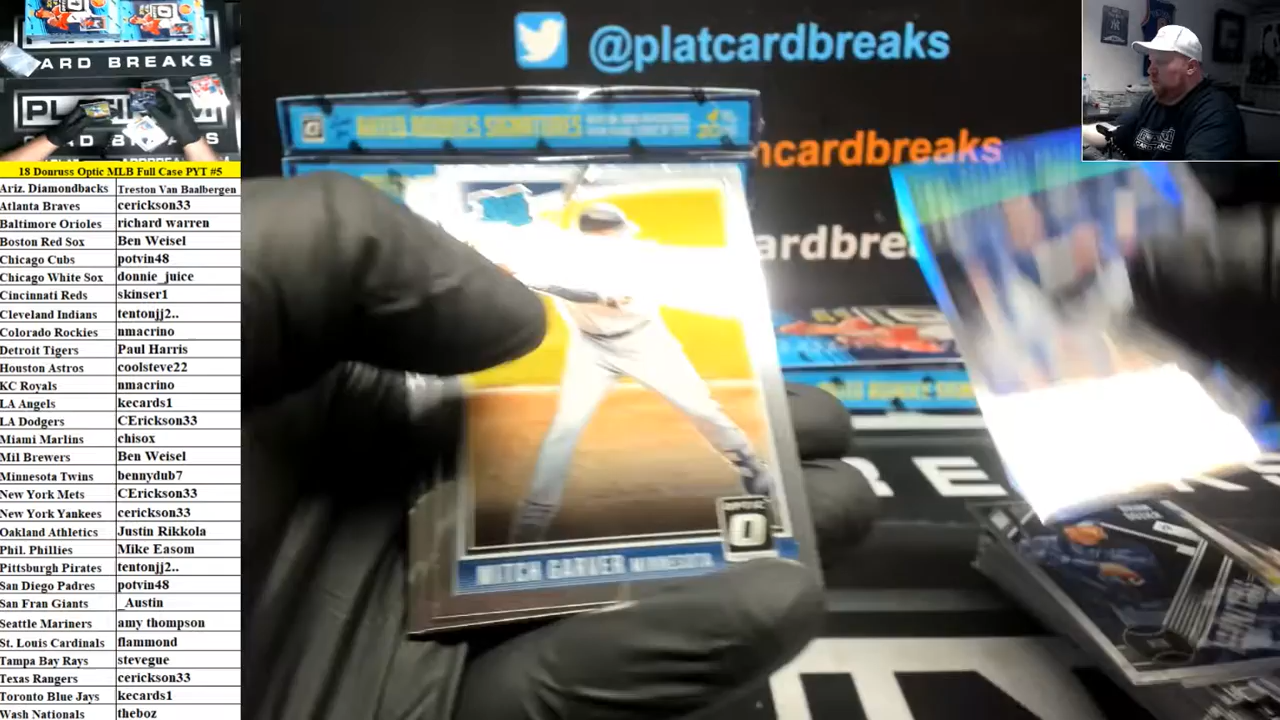 ARD BREAKS
18 Donruss Optic MLB Full Case PYT #5
Ariz. Diamondbacks Treston Van Baalbergen
Atlanta Braves cerickson33
Baltimore Orioles richard warren
Boston Red Sox Ben Weisel
Chicago Cubs potvin48
Chicago White Sox donnie_juice
Cincinnati Reds skinser1
Cleveland Indians tentonjj2..
Colorado Rockies nmacrino
Detroit Tigers Paul Harris
Houston Astros coolsteve22
KC Royals nmacrino
LA Angels kecards1
LA Dodgers CErickson33
Miami Marlins chisox
Mil Brewers Ben Weisel
Minnesota Twins bennydub7
New York Mets CErickson33
New York Yankees cerickson33
Oakland Athletics Justin Rikkola
Phil. Phillies Mike Easom
Pittsburgh Pirates tentonjj2..
San Diego Padres potvin48
San Fran Giants _Austin
Seattle Mariners amy thompson
St. Louis Cardinals flammond
Tampa Bay Rays stevegue
Texas Rangers cerickson33
Toronto Blue Jays kecards1
Wash Nationals theboz
@platcardbreaks
ncardbreaks
ardbrea
RATED ROOKIES SIGNATURES
MITCH GARVER MINNESOTA
R E